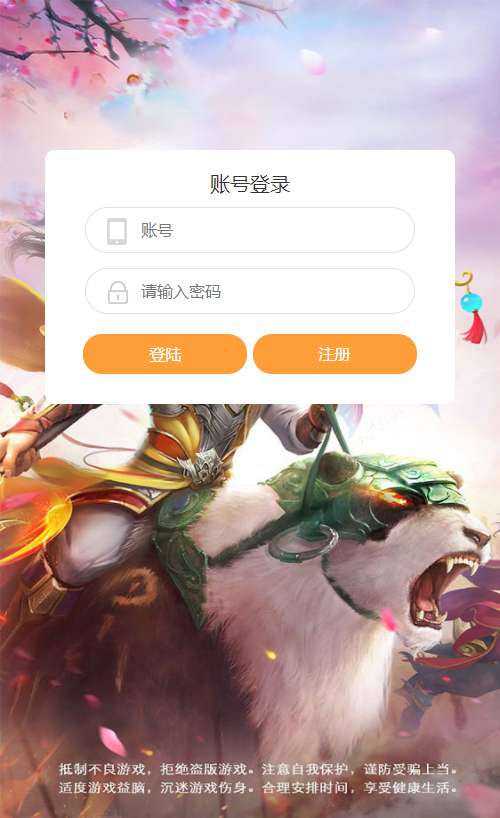 账号登录
账号
请输入密码
登陆 注册
抵制不良游戏，拒绝盗版游戏。注意自我保护，谨防受骗上当。
适度游戏益脑，沉迷游戏伤身。合理安排时间，享受健康生活。